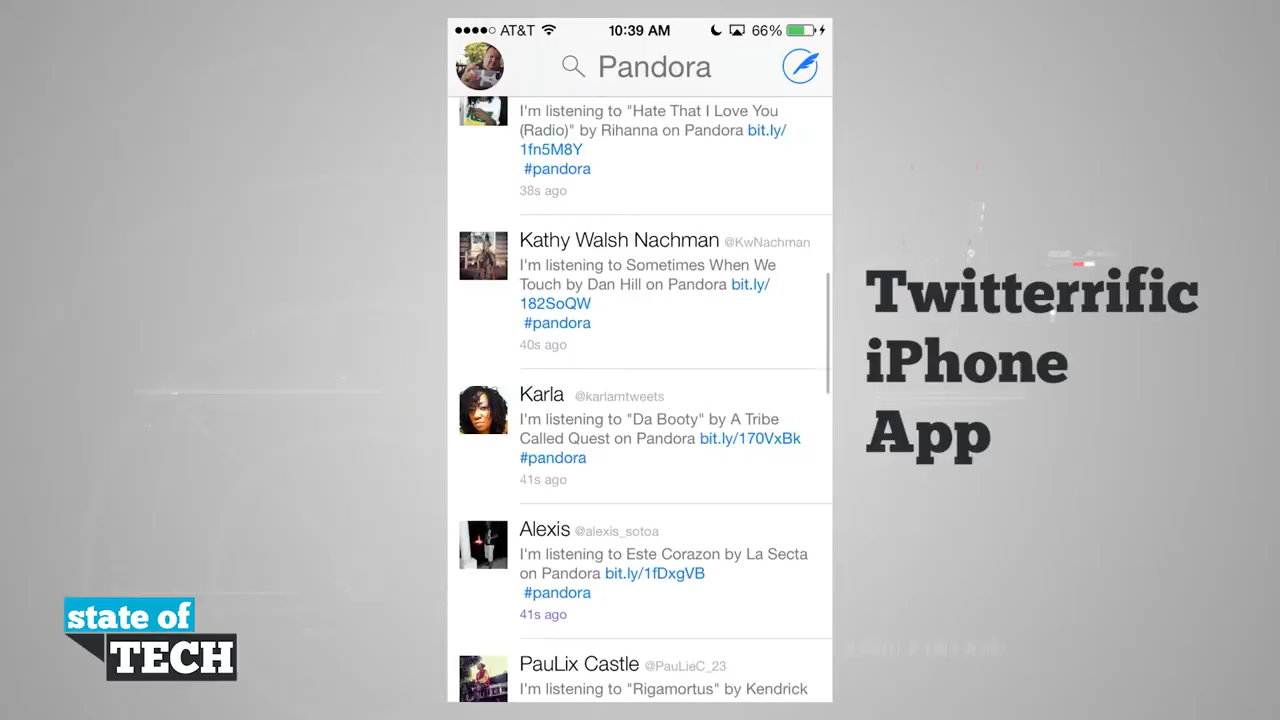 AT&T
10:39 AM
66%
Pandora
I'm listening to "Hate That I Love You
(Radio)" by Rihanna on Pandora bit.ly/
1fn5M8Y
#pandora
38s ago
Kathy Walsh Nachman @KwNachman
I'm listening to Sometimes When We
Touch by Dan Hill on Pandora bit.ly/
182SoQW
#pandora
40s ago
Karla @karlamtweets
I'm listening to "Da Booty" by A Tribe
Called Quest on Pandora bit.ly/170VxBk
#pandora
41s ago
Alexis @alexis_sotoa
I'm listening to Este Corazon by La Secta
on Pandora bit.ly/1fDxgVB
#pandora
41s ago
PauLix Castle @PauLieC_23
I'm listening to "Rigamortus" by Kendrick
Twitterrific
iPhone
App
state of
TECH